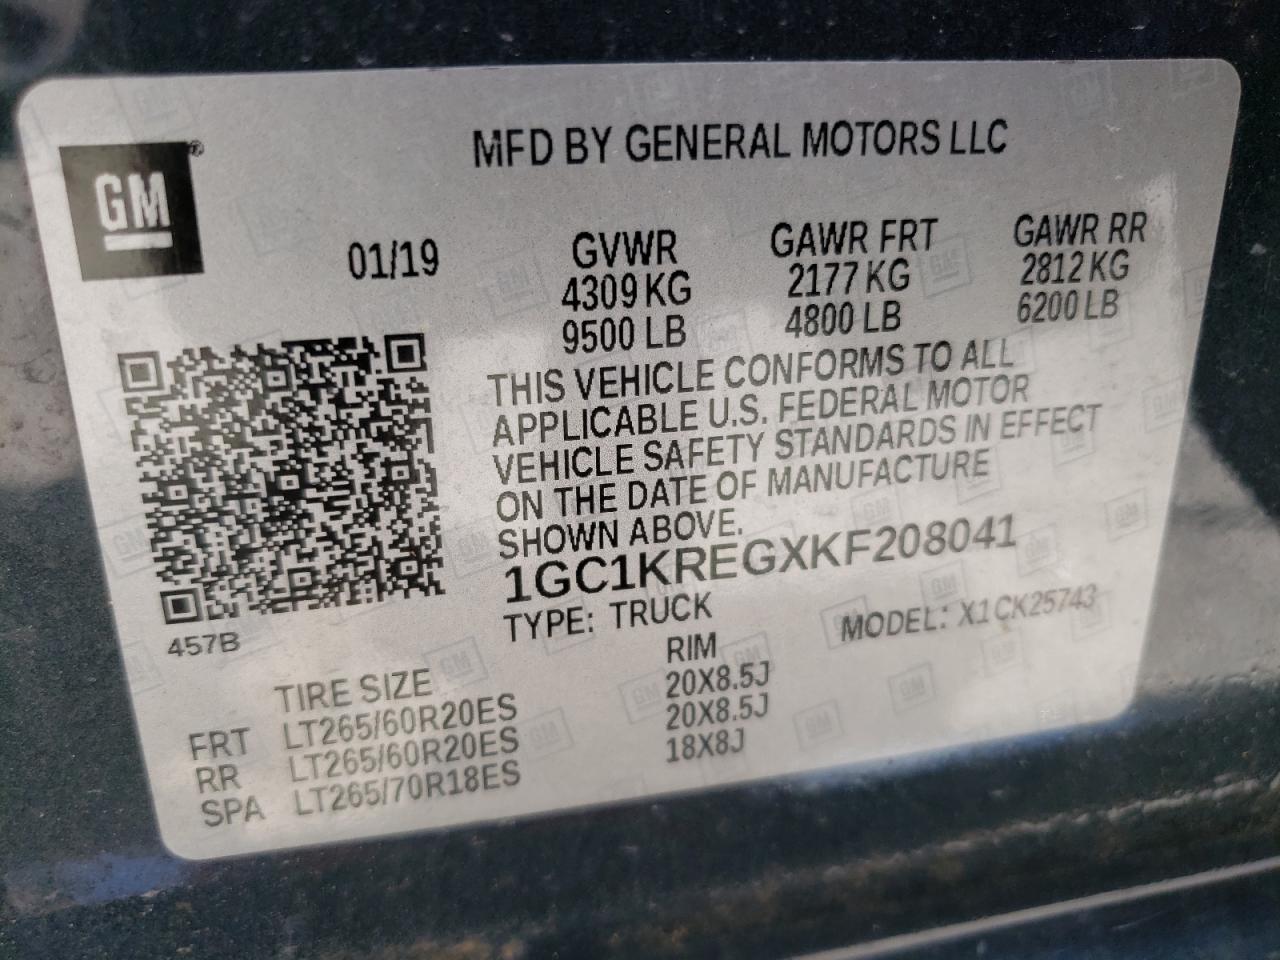 GM®
MFD BY GENERAL MOTORS LLC
01/19 GVWR GAWR FRT GAWR RR
4309 KG 2177 KG 2812 KG
9500 LB 4800 LB 6200 LB
THIS VEHICLE CONFORMS TO ALL
APPLICABLE U.S. FEDERAL MOTOR
VEHICLE SAFETY STANDARDS IN EFFECT
ON THE DATE OF MANUFACTURE
SHOWN ABOVE.
1GC1KREGXKF208041
TYPE: TRUCK MODEL: X1CK25743
457B
TIRE SIZE RIM
FRT LT265/60R20ES 20X8.5J
RR LT265/60R20ES 20X8.5J
SPA LT265/70R18ES 18X8J